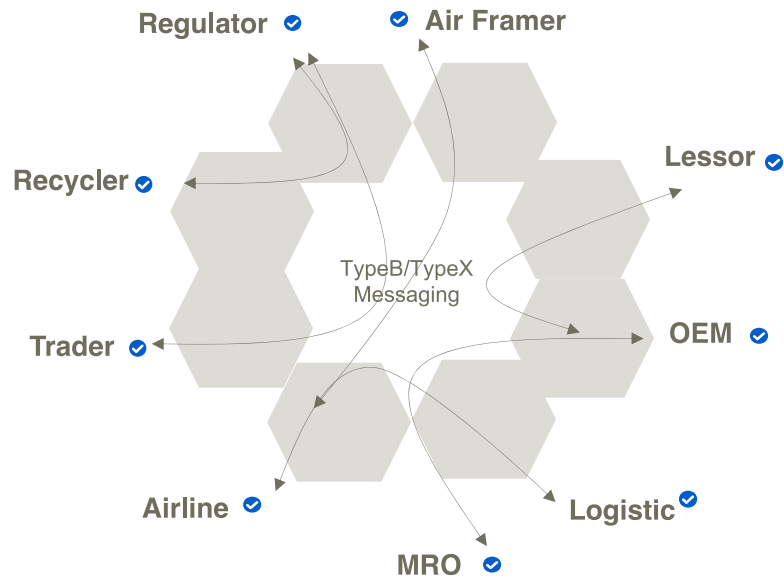 Regulator
Air Framer
Lessor
Recycler
TypeB/TypeX
Messaging
Trader
OEM
Airline
Logistic
MRO